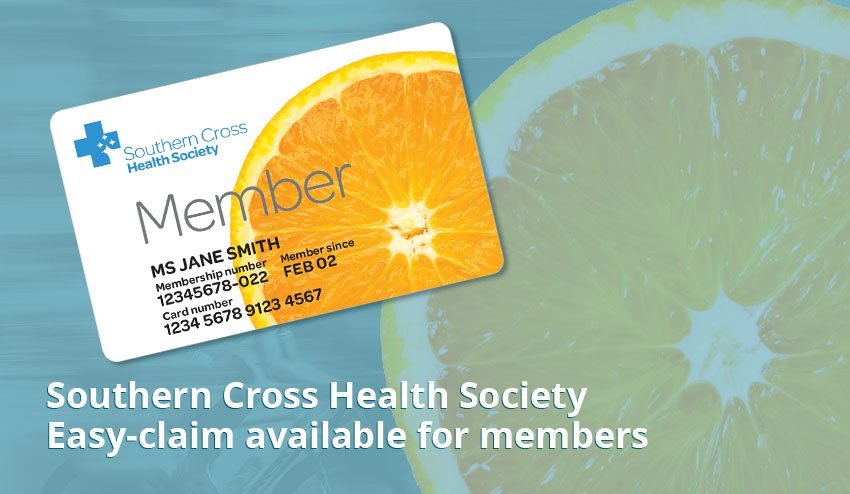 Southern Cross
Health Society
Member
MS JANE SMITH
Membership number
12345678-022
Member since
FEB 02
Card number
1234 5678 9123 4567
Southern Cross Health Society
Easy-claim available for members